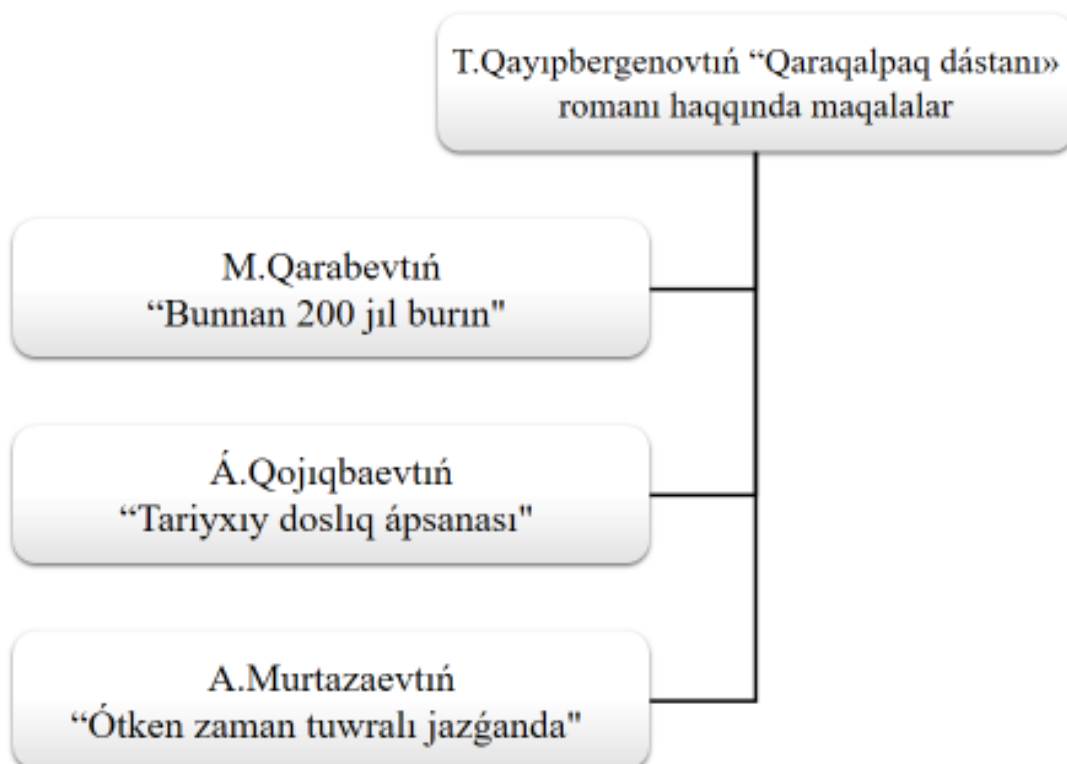 T.Qayıpbergenovtıń “Qaraqalpaq dástanı»
romanı haqqında maqalalar
M.Qarabevtıń
“Bunnan 200 jıl burın"
Á.Qojıqbaevtıń
“Tariyxıy doslıq ápsanası"
A.Murtazaevtıń
“Ótken zaman tuwralı jazǵanda"